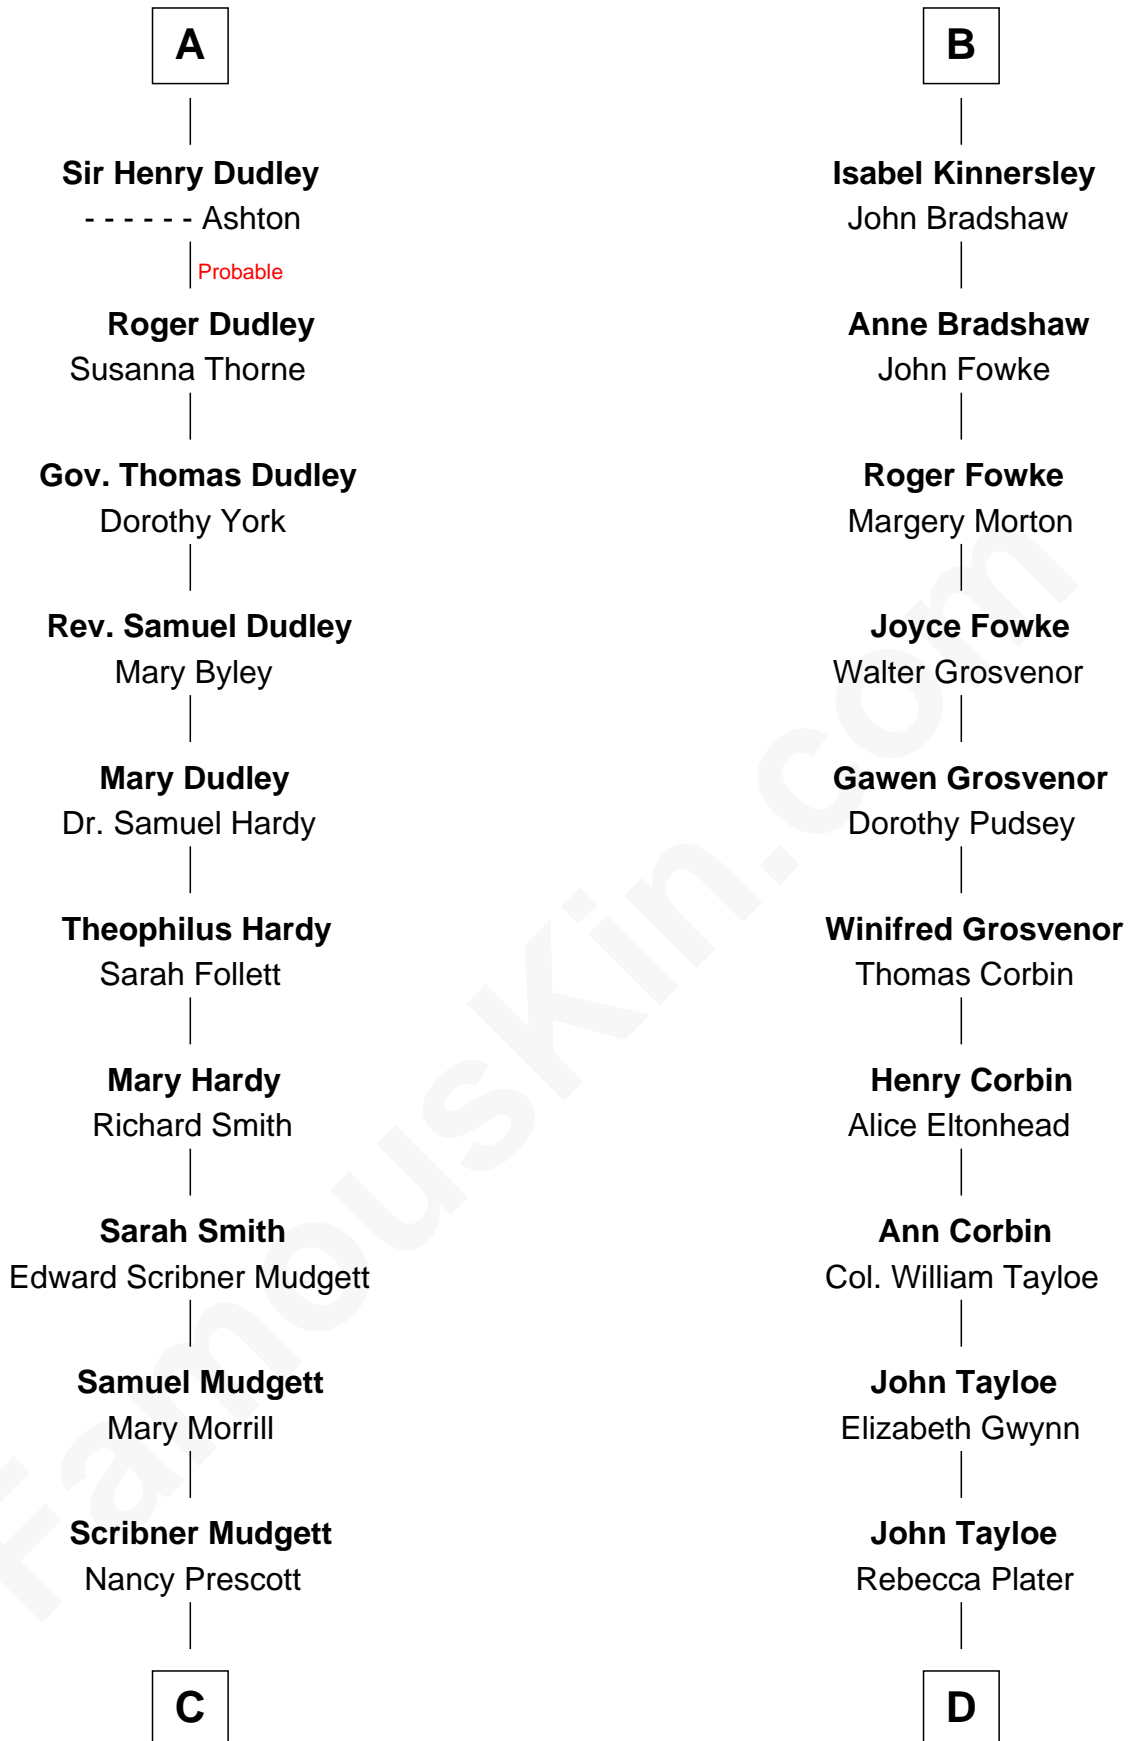 A
Sir Henry Dudley
- - - - - - Ashton
Probable
Roger Dudley
Susanna Thorne
Gov. Thomas Dudley
Dorothy York
Rev. Samuel Dudley
Mary Byley
Mary Dudley
Dr. Samuel Hardy
Theophilus Hardy
Sarah Follett
Mary Hardy
Richard Smith
Sarah Smith
Edward Scribner Mudgett
Samuel Mudgett
Mary Morrill
Scribner Mudgett
Nancy Prescott
C
B
Isabel Kinnersley
John Bradshaw
Anne Bradshaw
John Fowke
Roger Fowke
Margery Morton
Joyce Fowke
Walter Grosvenor
Gawen Grosvenor
Dorothy Pudsey
Winifred Grosvenor
Thomas Corbin
Henry Corbin
Alice Eltonhead
Ann Corbin
Col. William Tayloe
John Tayloe
Elizabeth Gwynn
John Tayloe
Rebecca Plater
D
FamousKin.com